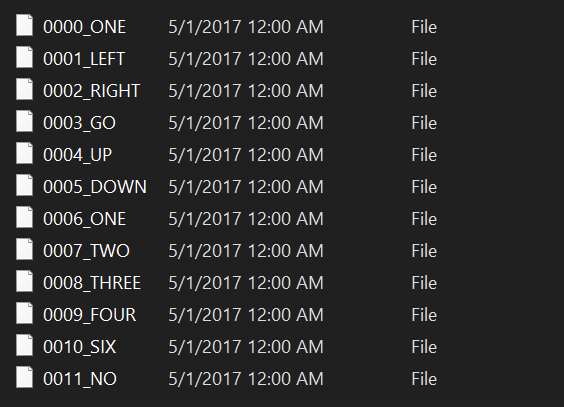 0000_ONE 5/1/2017 12:00 AM File
0001_LEFT 5/1/2017 12:00 AM File
0002_RIGHT 5/1/2017 12:00 AM File
0003_GO 5/1/2017 12:00 AM File
0004_UP 5/1/2017 12:00 AM File
0005_DOWN 5/1/2017 12:00 AM File
0006_ONE 5/1/2017 12:00 AM File
0007_TWO 5/1/2017 12:00 AM File
0008_THREE 5/1/2017 12:00 AM File
0009_FOUR 5/1/2017 12:00 AM File
0010_SIX 5/1/2017 12:00 AM File
0011_NO 5/1/2017 12:00 AM File